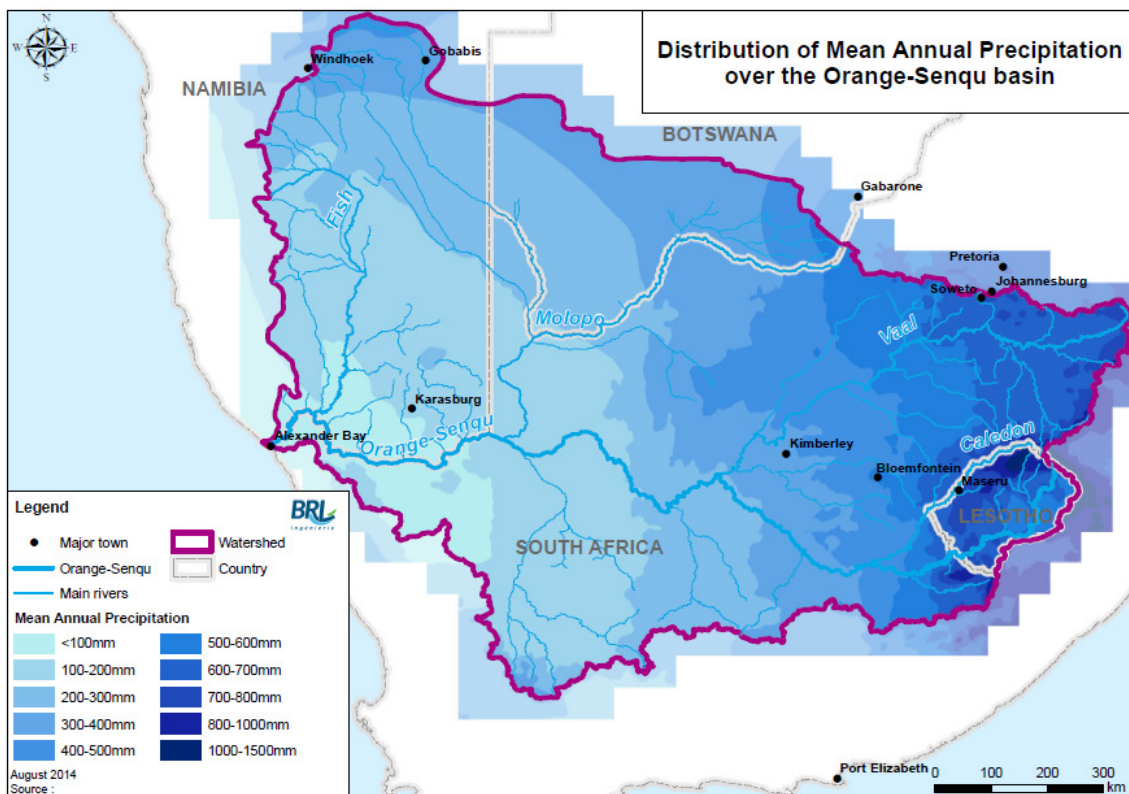 Distribution of Mean Annual Precipitation
over the Orange-Senqu basin
N
W
E
S
Windhoek
Gobabis
NAMIBIA
BOTSWANA
Gabarone
Fish
Pretoria
Johannesburg
Soweto
Molopo
Vaal
Karasburg
Alexander Bay
Orange-Senqu
Kimberley
Caledon
Bloemfontein
Maseru
LESOTHO
SOUTH AFRICA
Port Elizabeth
Legend
BRL
Ingénierie
Major town
Watershed
Orange-Senqu
Country
Main rivers
Mean Annual Precipitation
<100mm
500-600mm
100-200mm
600-700mm
200-300mm
700-800mm
300-400mm
800-1000mm
400-500mm
1000-1500mm
August 2014
Source :
0 100 200 300
km